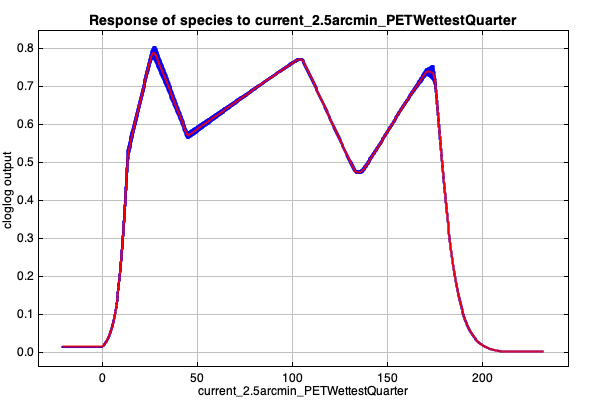 Response of species to current_2.5arcmin_PETWettestQuarter
cloglog output
0.8
0.7
0.6
0.5
0.4
0.3
0.2
0.1
0.0
0 50 100 150 200
current_2.5arcmin_PETWettestQuarter